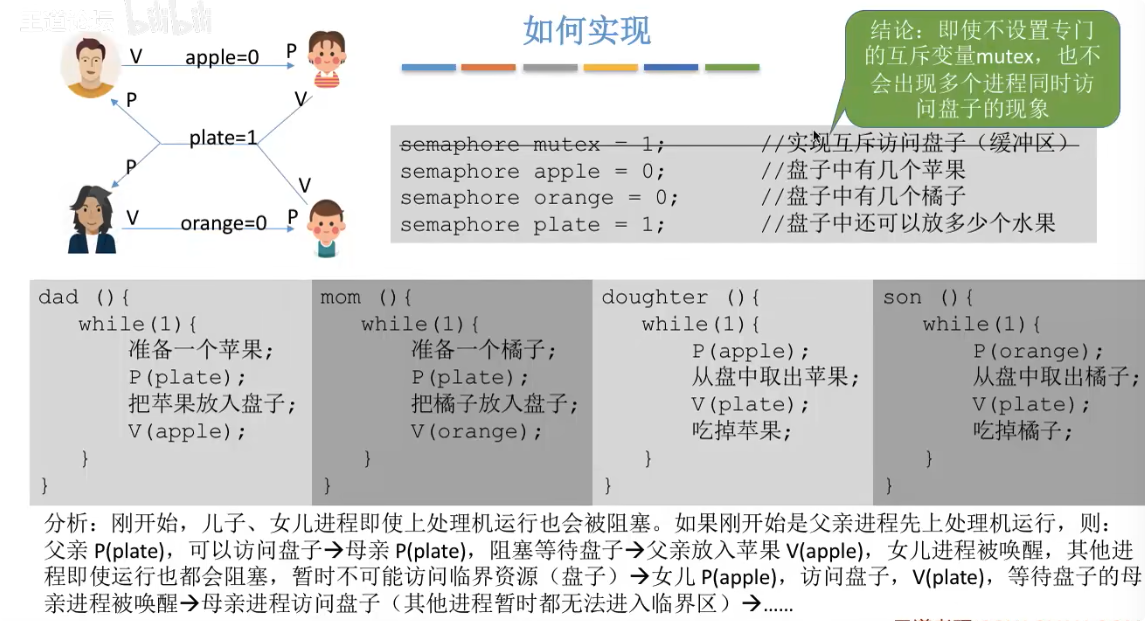 王道论坛 bilibili
如何实现
结论：即使不设置专门
的互斥变量mutex，也不
会出现多个进程同时访
问盘子的现象
V apple=0 P
P V
plate=1
P V
V orange=0 P
semaphore mutex = 1; //实现互斥访问盘子（缓冲区）
semaphore apple = 0; //盘子中有几个苹果
semaphore orange = 0; //盘子中有几个橘子
semaphore plate = 1; //盘子中还可以放多少个水果
dad (){
while(1){
准备一个苹果;
P(plate);
把苹果放入盘子;
V(apple);
}
}
mom (){
while(1){
准备一个橘子;
P(plate);
把橘子放入盘子;
V(orange);
}
}
doughter (){
while(1){
P(apple);
从盘中取出苹果;
V(plate);
吃掉苹果;
}
}
son (){
while(1){
P(orange);
从盘中取出橘子;
V(plate);
吃掉橘子;
}
}
分析：刚开始，儿子、女儿进程即使上处理机运行也会被阻塞。如果刚开始是父亲进程先上处理机运行，则：
父亲 P(plate)，可以访问盘子→母亲 P(plate)，阻塞等待盘子→父亲放入苹果 V(apple)，女儿进程被唤醒，其他进
程即使运行也都会阻塞，暂时不可能访问临界资源（盘子）→女儿 P(apple)，访问盘子，V(plate)，等待盘子的母
亲进程被唤醒→母亲进程访问盘子（其他进程暂时都无法进入临界区）→......